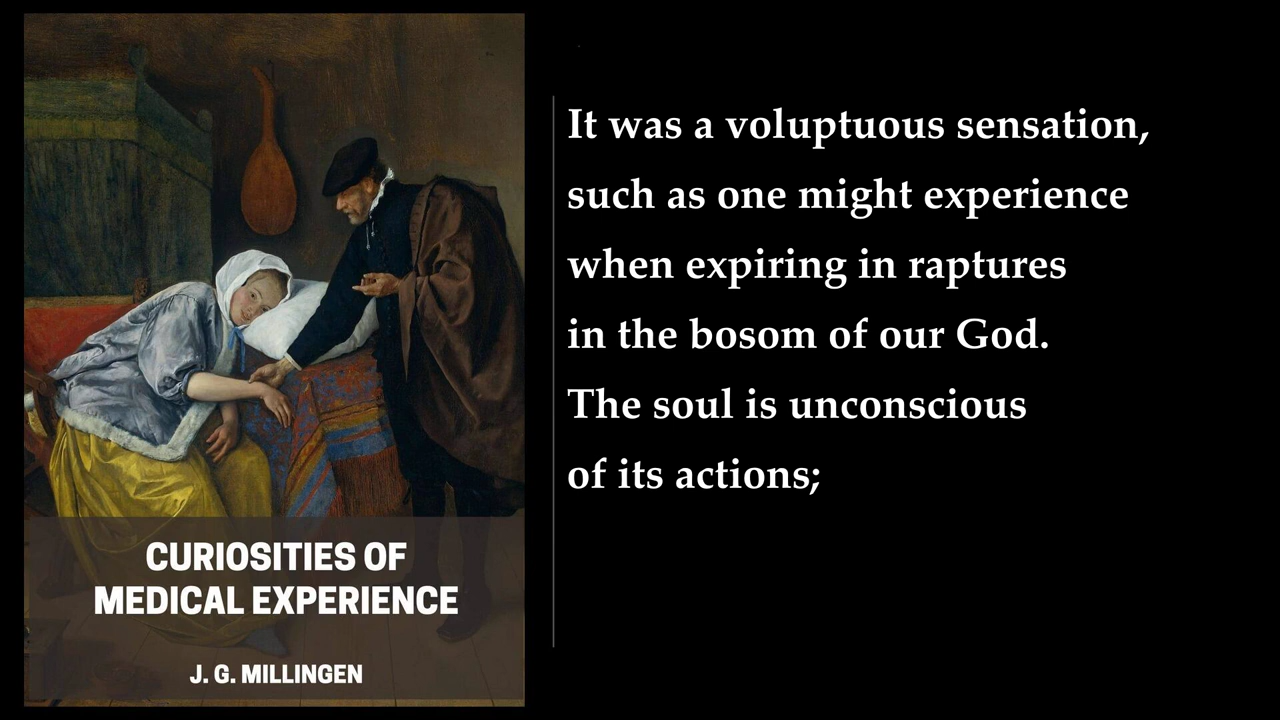 It was a voluptuous sensation,
such as one might experience
when expiring in raptures
in the bosom of our God.
The soul is unconscious
of its actions;
CURIOSITIES OF
MEDICAL EXPERIENCE
J. G. MILLINGEN